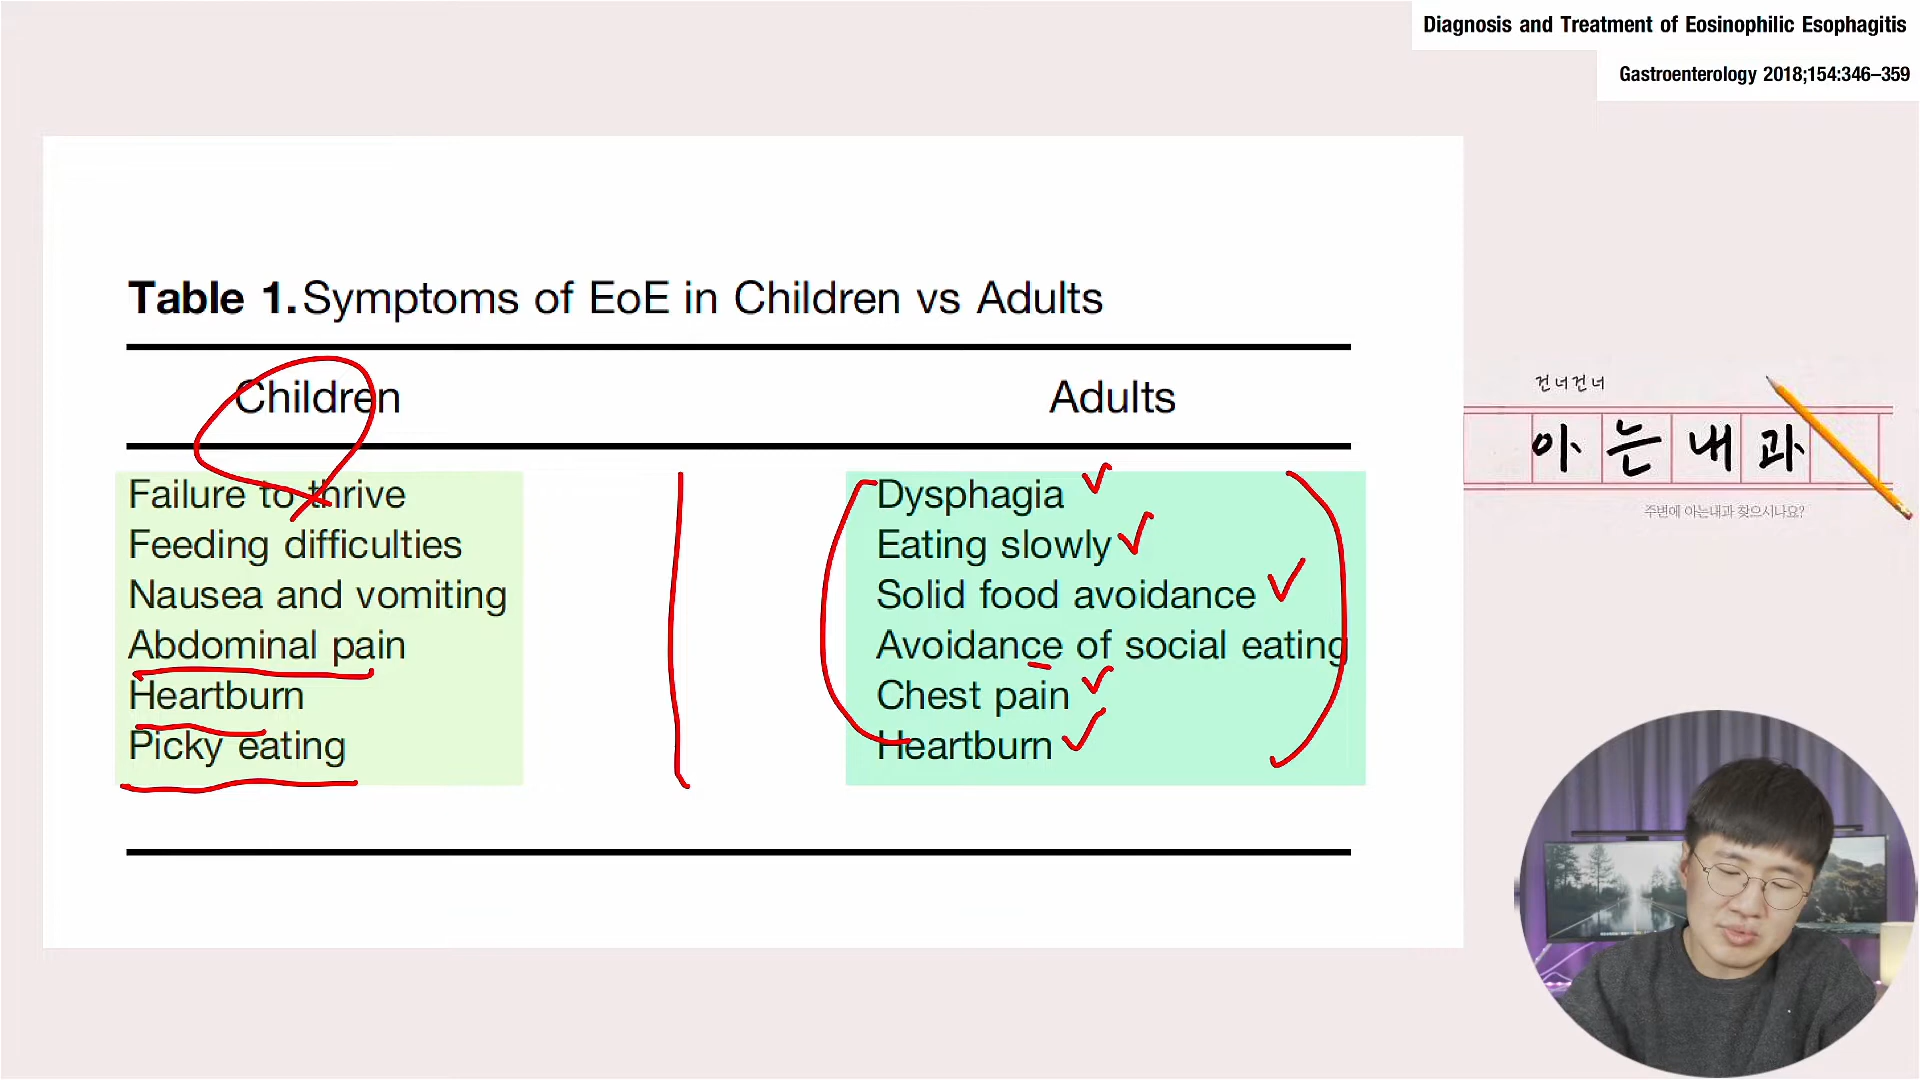 Diagnosis and Treatment of Eosinophilic Esophagitis
Gastroenterology 2018;154:346–359
Table 1. Symptoms of EoE in Children vs Adults
Children
Adults
Failure to thrive
Feeding difficulties
Nausea and vomiting
Abdominal pain
Heartburn
Picky eating
Dysphagia
Eating slowly
Solid food avoidance
Avoidance of social eating
Chest pain
Heartburn
건너건너
아는내과
주변에 아는내과 찾으시나요?